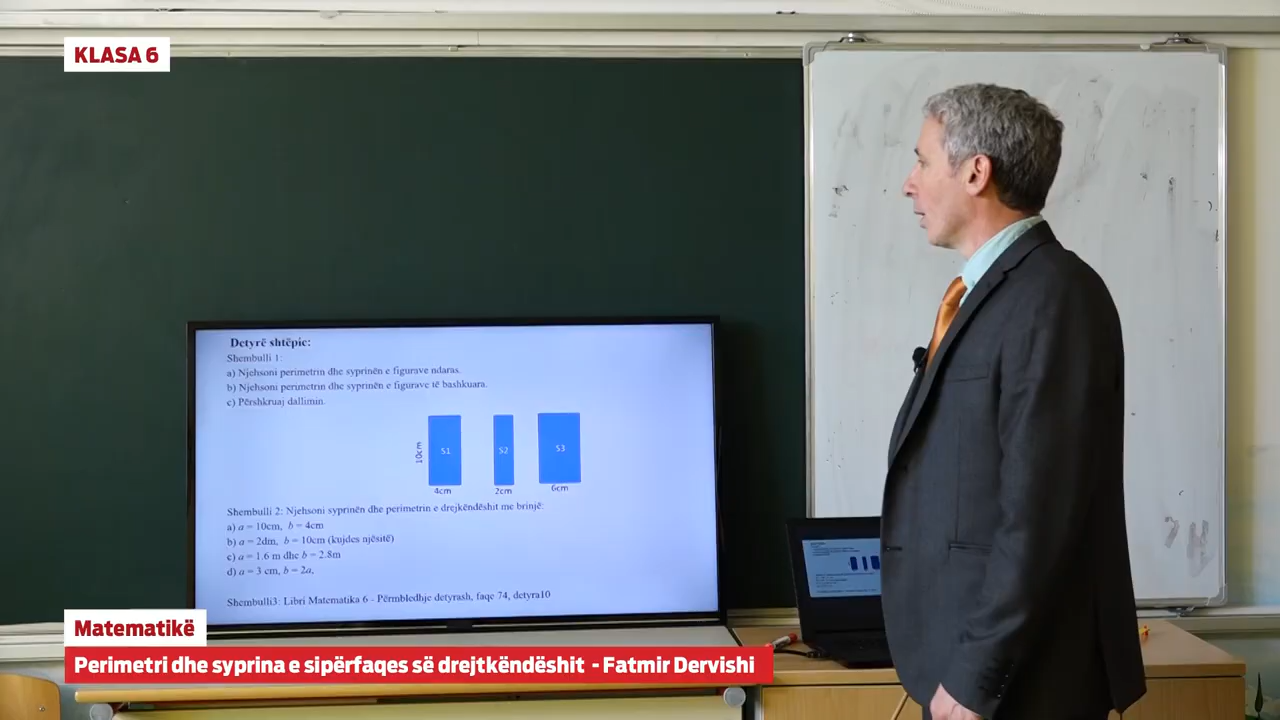 KLASA 6
Detyrë shtëpie:
Shembulli 1:
a) Njehsoni perimetrin dhe syprinën e figurave ndaras.
b) Njehsoni perimetrin dhe syprinën e figurave të bashkuara.
c) Përshkruaj dallimin.
10cm
S1
S2
S3
4cm
2cm
6cm
Shembulli 2: Njehsoni syprinën dhe perimetrin e drejkëndëshit me brinjë:
a) a = 10cm, b = 4cm
b) a = 2dm, b = 10cm (kujdes njësitë)
c) a = 1.6 m dhe b = 2.8m
d) a = 3 cm, b = 2a,
Shembulli3: Libri Matematika 6 - Përmbledhje detyrash, faqe 74, detyra10
Matematikë
Perimetri dhe syprina e sipërfaqes së drejtkëndëshit - Fatmir Dervishi